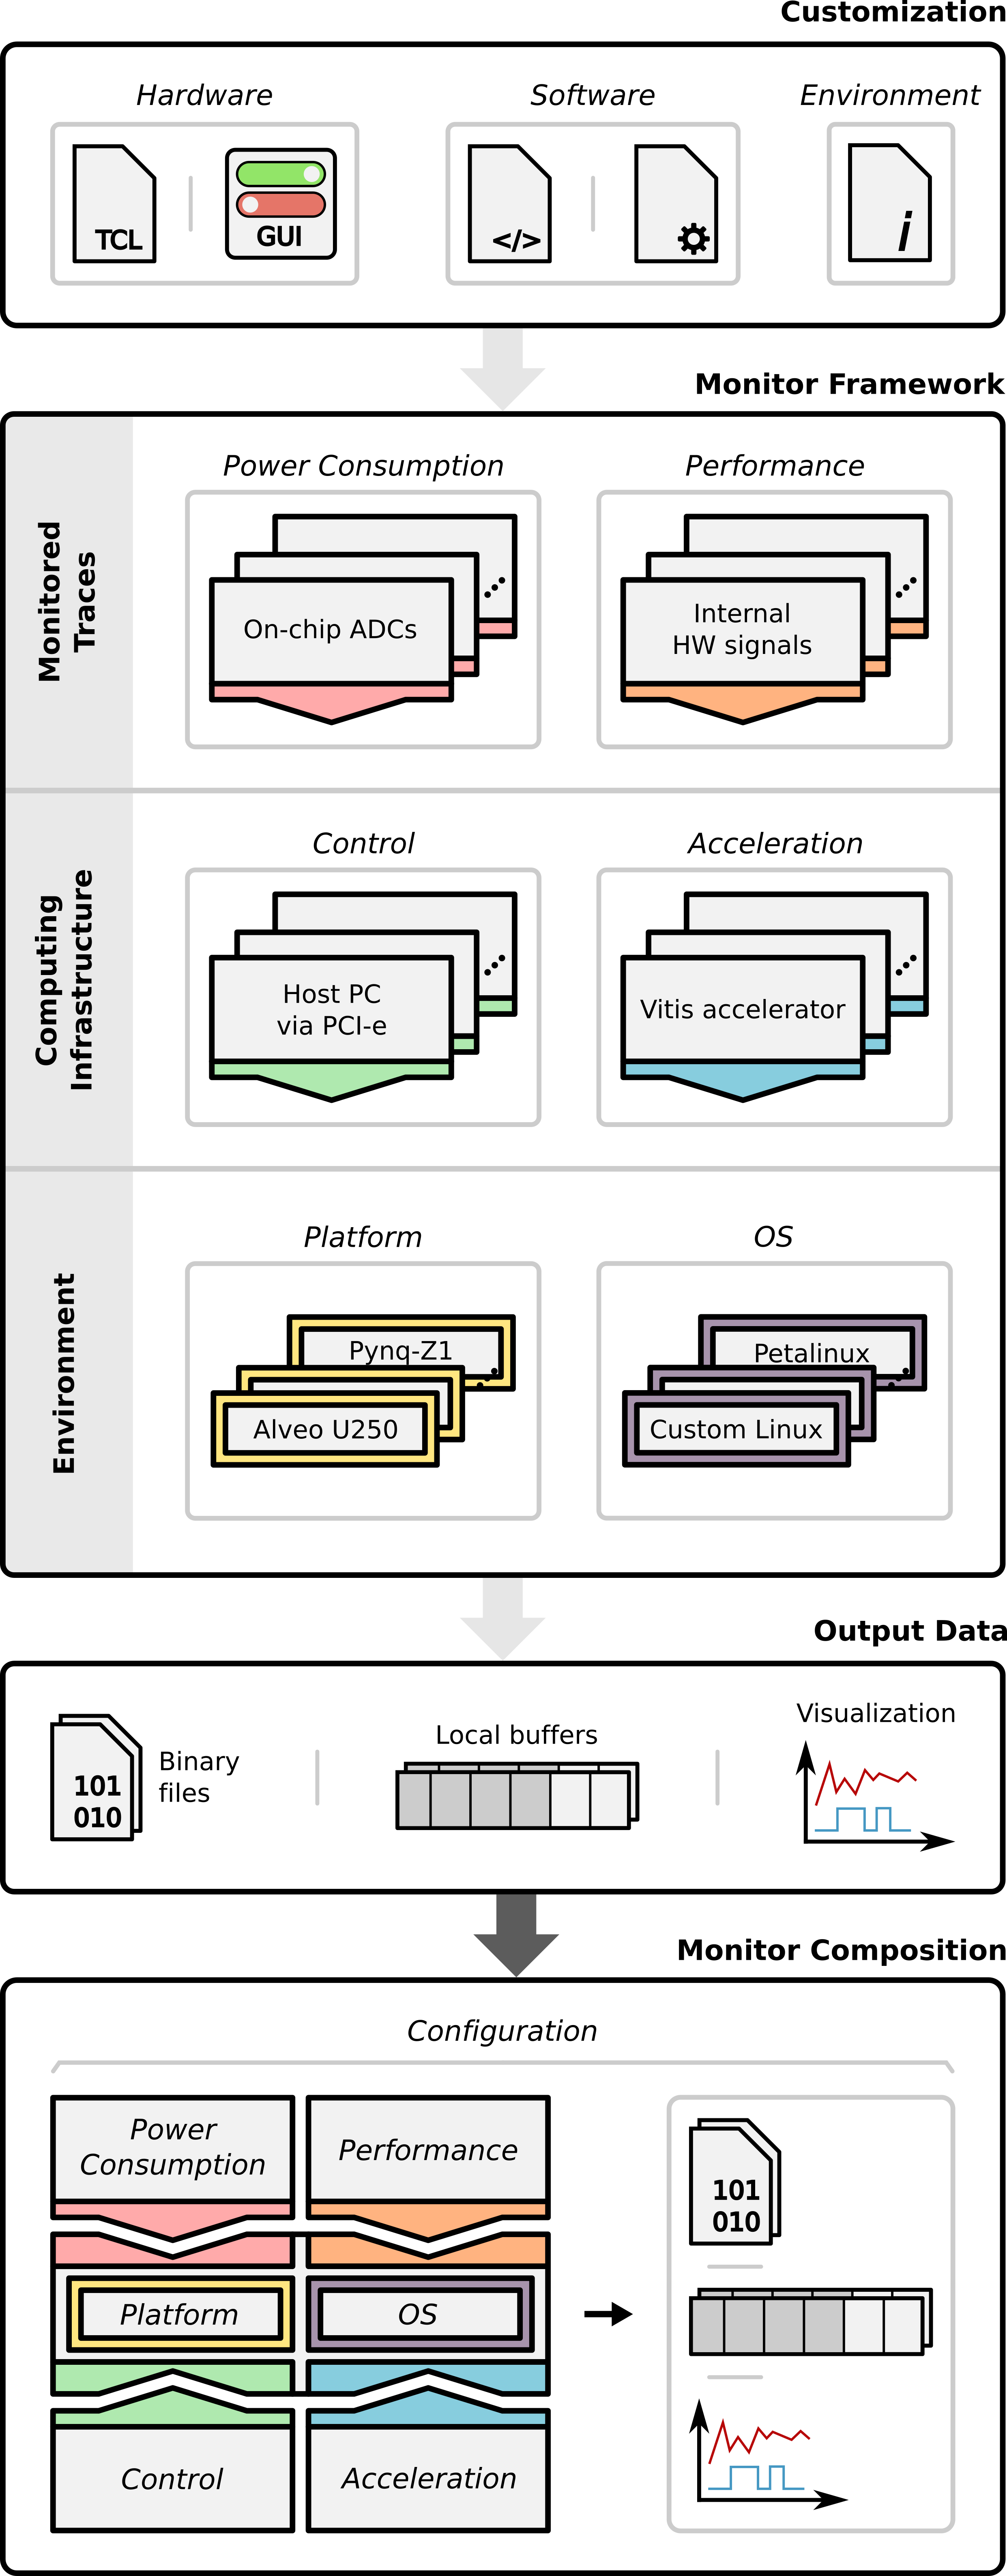 Customization
Hardware
Software
Environment
TCL
GUI
</>
i
Monitor Framework
Monitored
Traces
Power Consumption
Performance
On-chip ADCs
Internal
HW signals
Computing
Infrastructure
Control
Acceleration
Host PC
via PCI-e
Vitis accelerator
Environment
Platform
OS
Pynq-Z1
Alveo U250
Petalinux
Custom Linux
Output Data
101
010
Binary
files
Local buffers
Visualization
Monitor Composition
Configuration
Power
Consumption
Performance
Platform
OS
Control
Acceleration
101
010